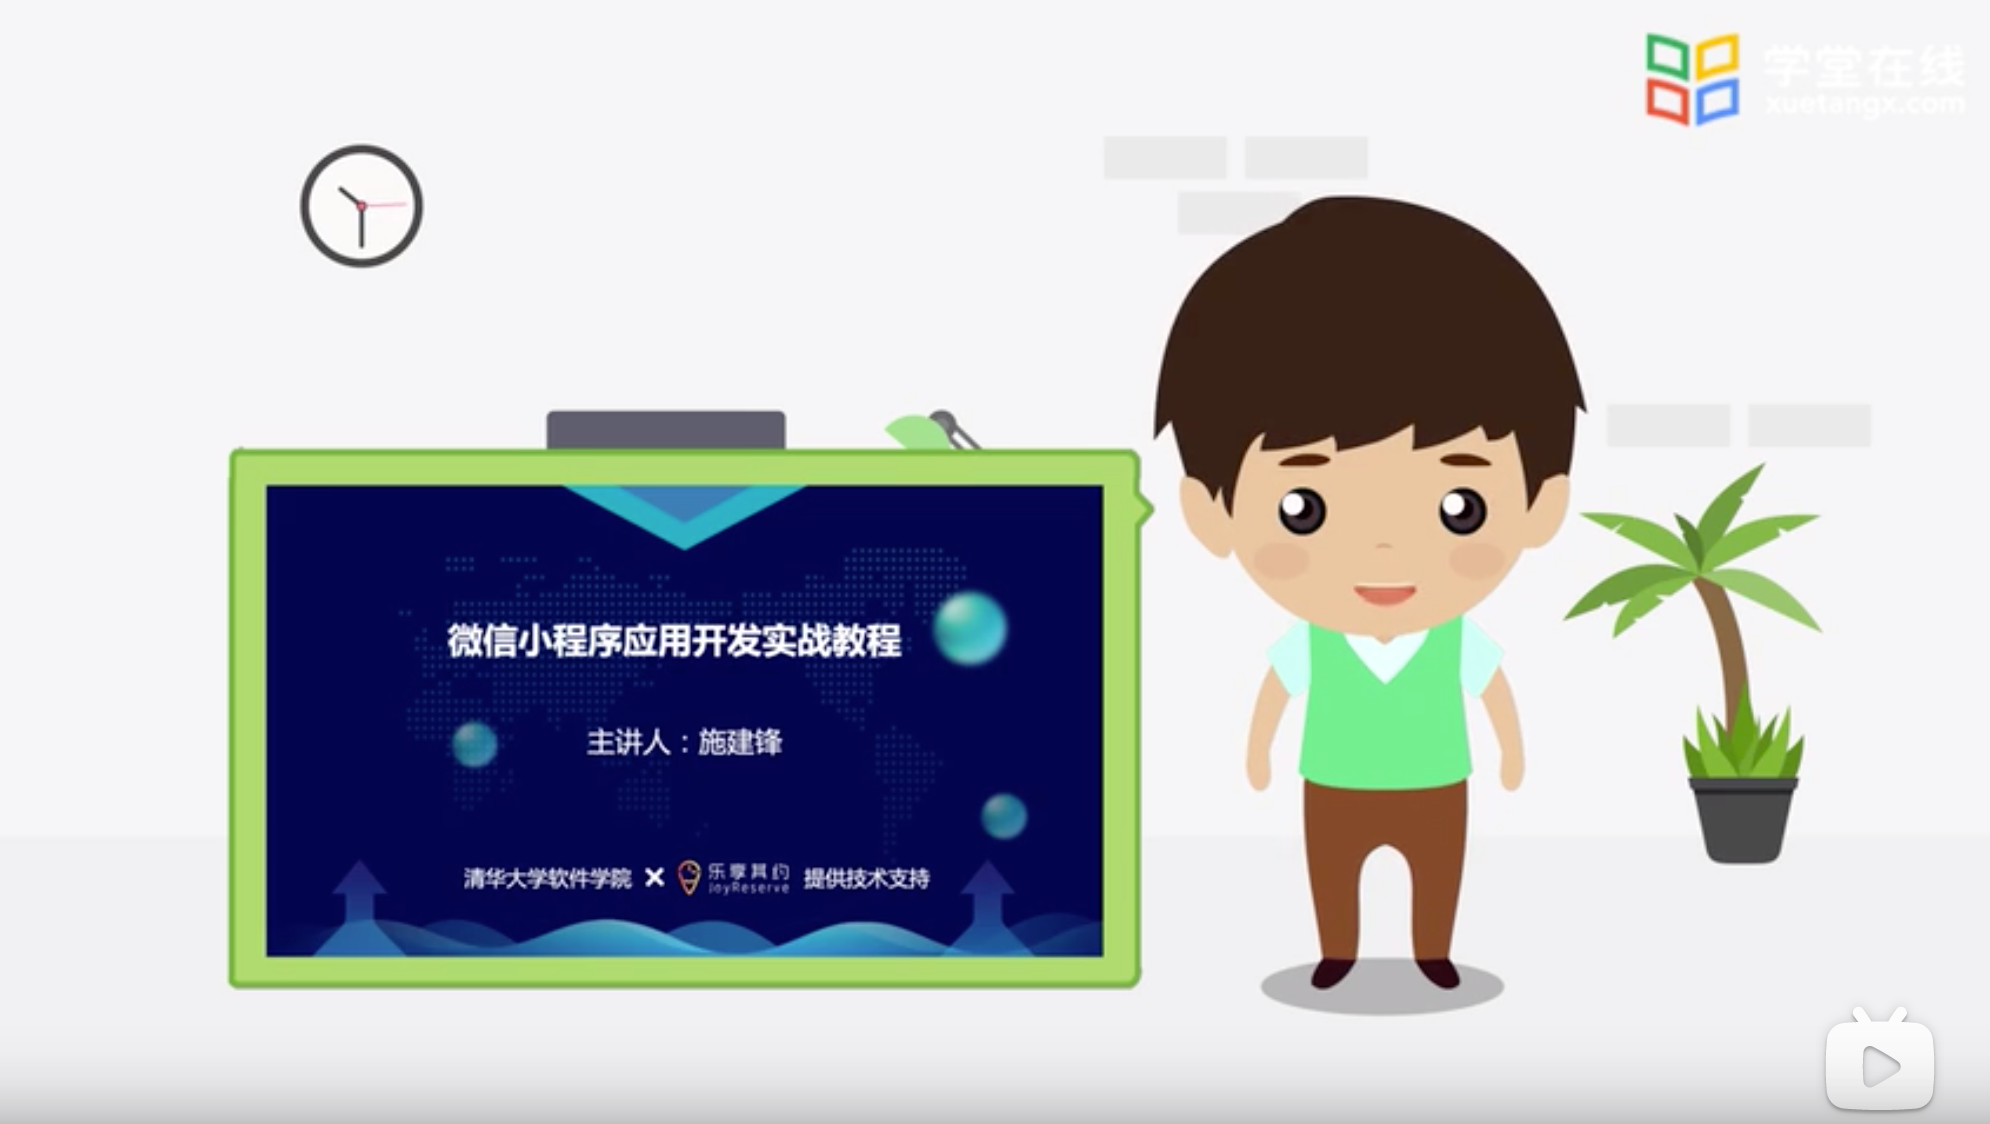 学堂在线
xuetangx.com
微信小程序应用开发实战教程
主讲人：施建锋
清华大学软件学院 × 乐享其约 JoyReserve 提供技术支持